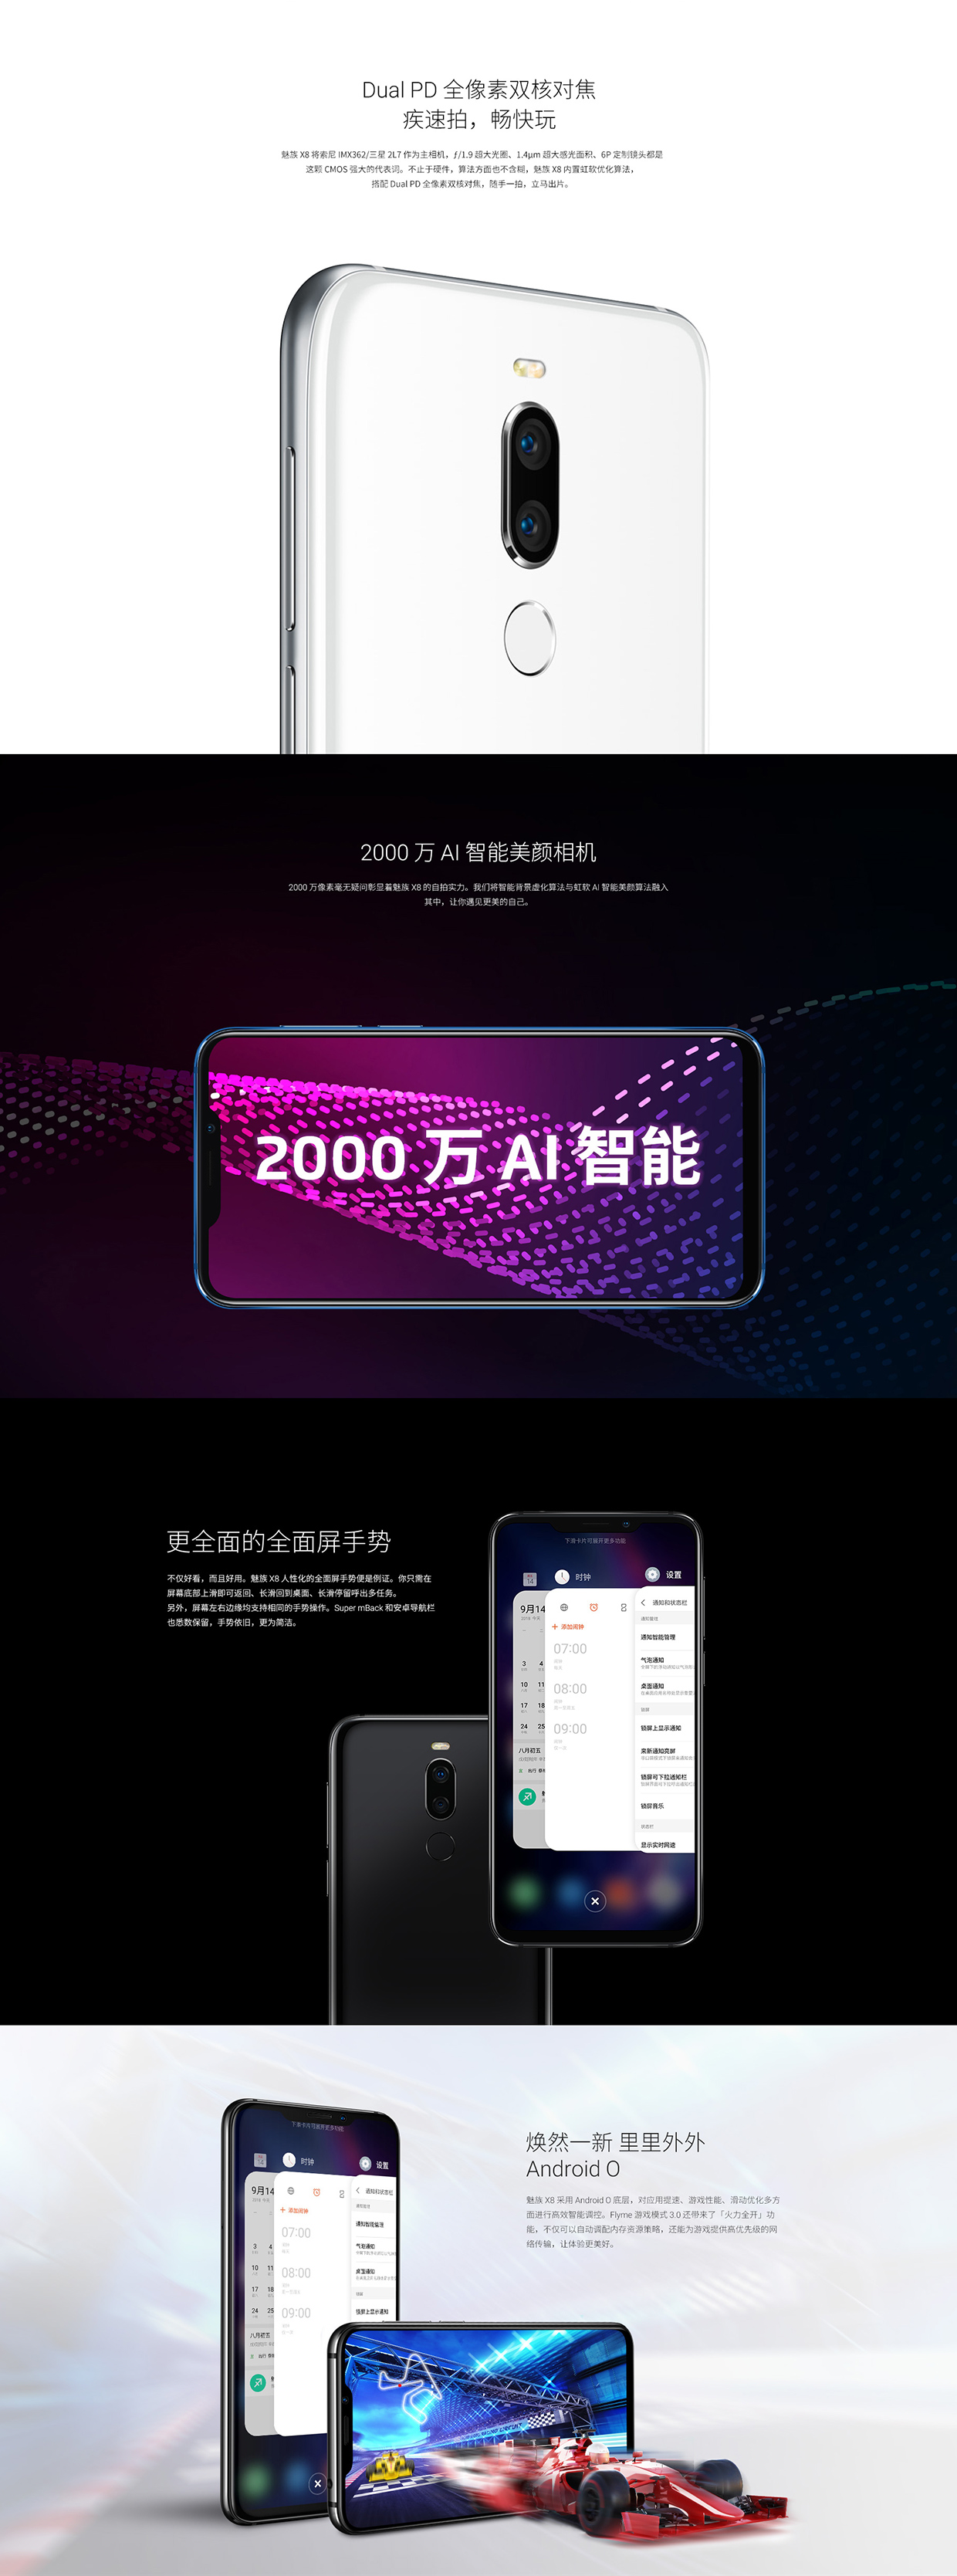 Dual PD 全像素双核对焦
疾速拍，畅快玩
魅族 X8 将索尼 IMX362/三星 2L7 作为主相机，ƒ/1.9 超大光圈、1.4μm 超大感光面积、6P 定制镜头都是
这颗 CMOS 强大的代表词。不止于硬件，算法方面也不含糊，魅族 X8 内置虹软优化算法，
搭配 Dual PD 全像素双核对焦，随手一拍，立马出片。
2000 万 AI 智能美颜相机
2000 万像素毫无疑问彰显着魅族 X8 的自拍实力。我们将智能背景虚化算法与虹软 AI 智能美颜算法融入
其中，让你遇见更美的自己。
2000 万 AI 智能
更全面的全面屏手势
不仅好看，而且好用。魅族 X8 人性化的全面屏手势便是例证。你只需在
屏幕底部上滑即可返回、长滑回到桌面、长滑停留呼出多任务。
另外，屏幕左右边缘均支持相同的手势操作。Super mBack 和安卓导航栏
也悉数保留，手势依旧，更为简洁。
下滑卡片可展开更多功能
时钟
设置
9月14
添加闹钟
07:00
08:00
09:00
3 4
10 11
17 18
24 25
八月初五
通知和状态栏
通知智能管理
气泡通知
桌面通知
锁屏上显示通知
来新通知亮屏
锁屏可下拉通知栏
锁屏音乐
状态栏
显示实时网速
焕然一新 里里外外
Android O
魅族 X8 采用 Android O 底层，对应用提速、游戏性能、滑动优化多方
面进行高效智能调控。Flyme 游戏模式 3.0 还带来了「火力全开」功
能，不仅可以自动调配内存资源策略，还能为游戏提供高优先级的网
络传输，让体验更美好。
下滑卡片可展开更多功能
时钟
设置
9月14
添加闹钟
07:00
08:00
09:00
3 4
10 11
17 18
24 25
八月初五
通知和状态栏
通知智能管理
气泡通知
桌面通知
锁屏上显示通知